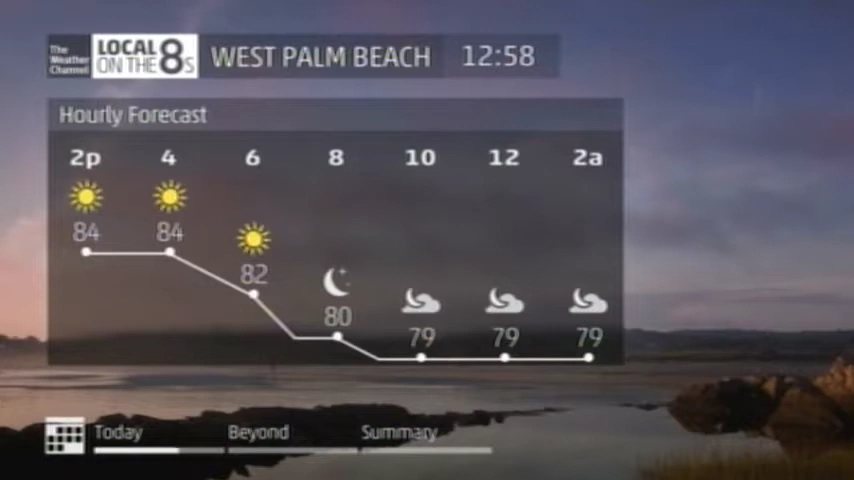 The Weather Channel
LOCAL ON THE 8s
WEST PALM BEACH 12:58
Hourly Forecast
2p 4 6 8 10 12 2a
84 84 82 80 79 79 79
Today Beyond Summary